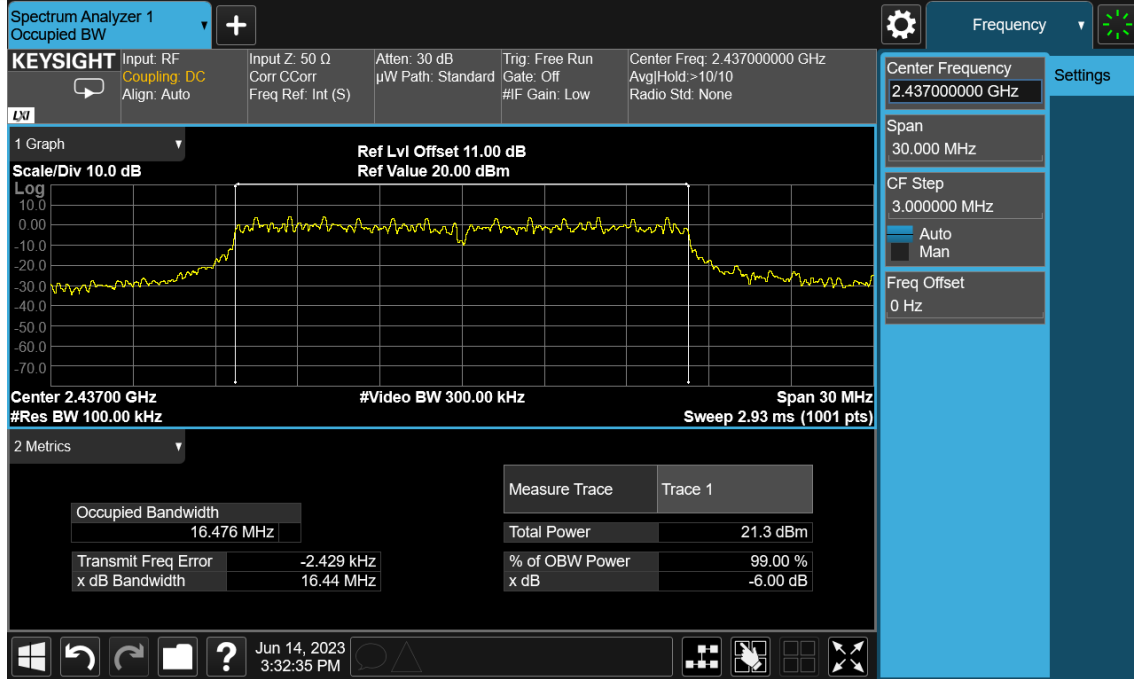 Spectrum Analyzer 1
Occupied BW
Frequency
KEYSIGHT
Input: RF
Coupling: DC
Align: Auto
Input Z: 50 Ω
Corr CCorr
Freq Ref: Int (S)
Atten: 30 dB
µW Path: Standard
Trig: Free Run
Gate: Off
#IF Gain: Low
Center Freq: 2.437000000 GHz
Avg|Hold:>10/10
Radio Std: None
LXI
Center Frequency
2.437000000 GHz
Settings
Span
30.000 MHz
CF Step
3.000000 MHz
Auto
Man
Freq Offset
0 Hz
1 Graph
Scale/Div 10.0 dB
Ref Lvl Offset 11.00 dB
Ref Value 20.00 dBm
Log
10.0
0.00
-10.0
-20.0
-30.0
-40.0
-50.0
-60.0
-70.0
Center 2.43700 GHz
#Video BW 300.00 kHz
Span 30 MHz
#Res BW 100.00 kHz
Sweep 2.93 ms (1001 pts)
2 Metrics
Measure Trace Trace 1
Occupied Bandwidth
16.476 MHz
Total Power 21.3 dBm
Transmit Freq Error -2.429 kHz
% of OBW Power 99.00 %
x dB Bandwidth 16.44 MHz
x dB -6.00 dB
?
Jun 14, 2023
3:32:35 PM